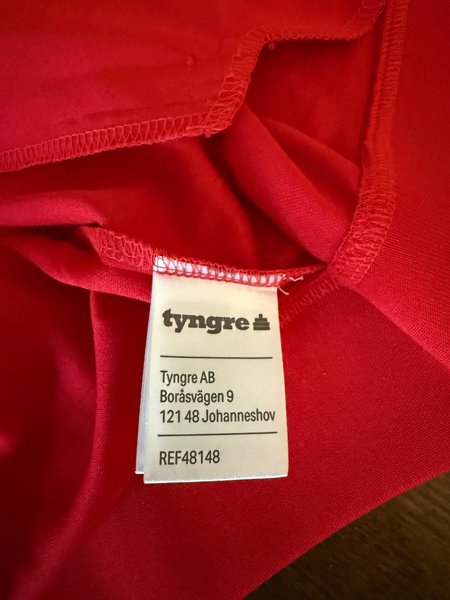 tyngre
Tyngre AB
Boråsvägen 9
121 48 Johanneshov
REF48148